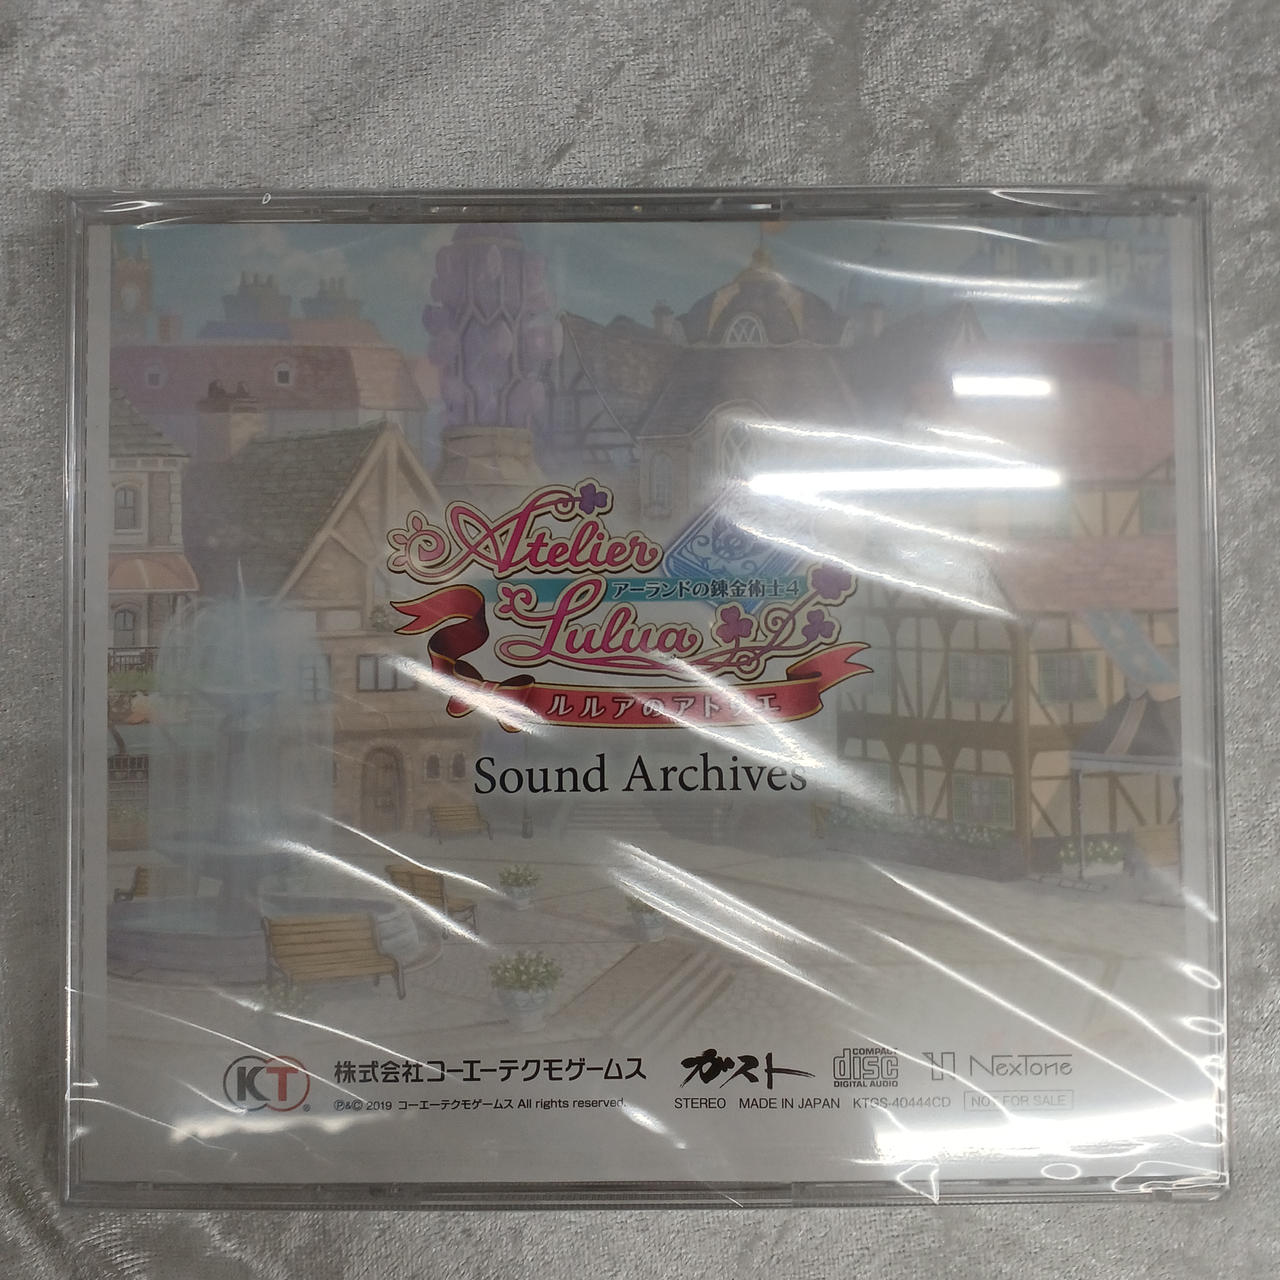 Atelier
アーランドの錬金術士4
Lulua
ルルアのアトリエ
Sound Archives
KT® 株式会社コーエーテクモゲームス ガスト COMPACT disc DIGITAL AUDIO NexTone
℗&© 2019 コーエーテクモゲームス All rights reserved. STEREO MADE IN JAPAN KTGS-40444CD NOT FOR SALE